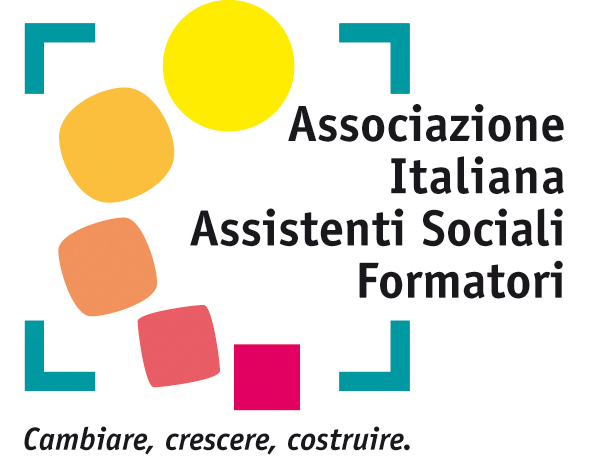 Associazione
Italiana
Assistenti Sociali
Formatori
Cambiare, crescere, costruire.